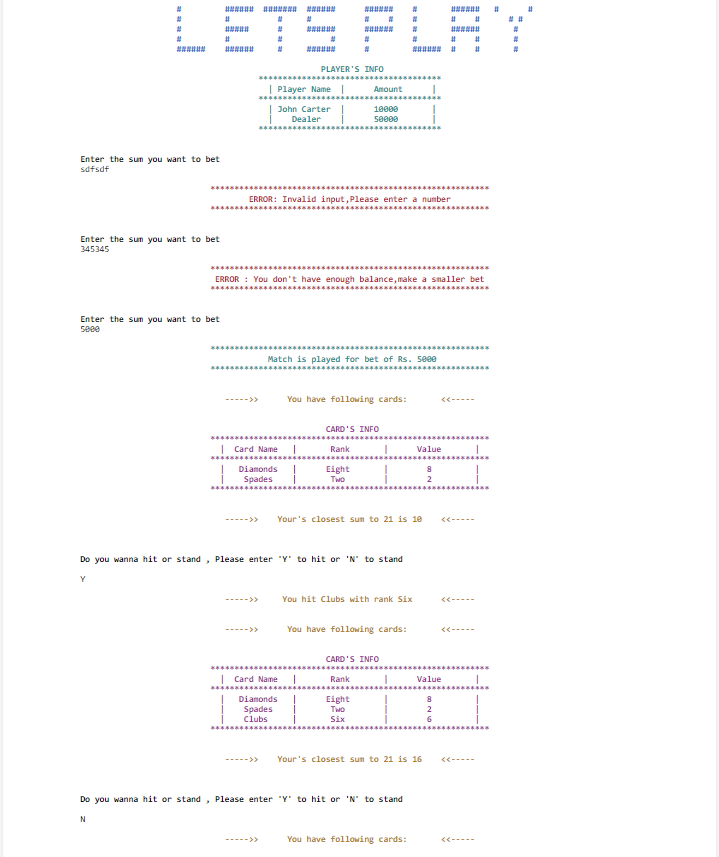 LETS PLAY
PLAYER'S INFO
**************************************
| Player Name | Amount |
**************************************
| John Carter | 10000 |
| Dealer | 50000 |
**************************************
Enter the sum you want to bet
sdfsdf
**********************************************************
ERROR: Invalid input,Please enter a number
**********************************************************
Enter the sum you want to bet
345345
**********************************************************
ERROR : You don't have enough balance,make a smaller bet
**********************************************************
Enter the sum you want to bet
5000
**********************************************************
Match is played for bet of Rs. 5000
**********************************************************
----->> You have following cards: <<-----
CARD'S INFO
**********************************************************
| Card Name | Rank | Value |
**********************************************************
| Diamonds | Eight | 8 |
| Spades | Two | 2 |
**********************************************************
----->> Your's closest sum to 21 is 10 <<-----
Do you wanna hit or stand , Please enter 'Y' to hit or 'N' to stand
Y
----->> You hit Clubs with rank Six <<-----
----->> You have following cards: <<-----
CARD'S INFO
**********************************************************
| Card Name | Rank | Value |
**********************************************************
| Diamonds | Eight | 8 |
| Spades | Two | 2 |
| Clubs | Six | 6 |
**********************************************************
----->> Your's closest sum to 21 is 16 <<-----
Do you wanna hit or stand , Please enter 'Y' to hit or 'N' to stand
N
----->> You have following cards: <<-----